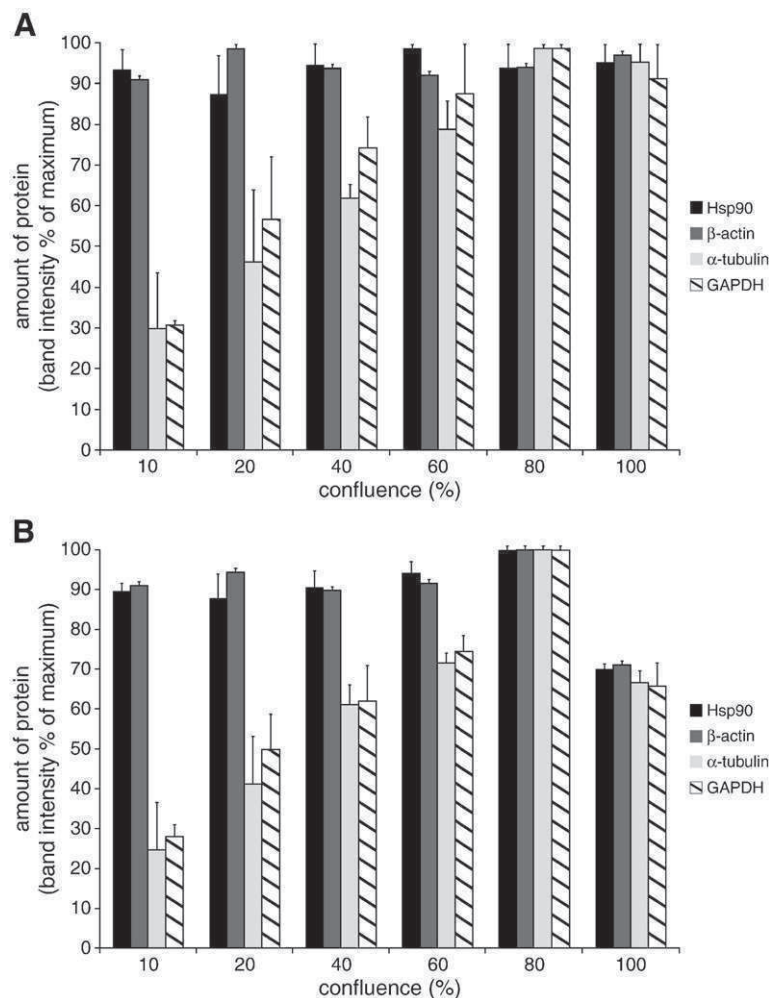 A
amount of protein
(band intensity % of maximum)
100
90
80
70
60
50
40
30
20
10
0
10 20 40 60 80 100
confluence (%)
Hsp90
β-actin
α-tubulin
GAPDH
B
amount of protein
(band intensity % of maximum)
100
90
80
70
60
50
40
30
20
10
0
10 20 40 60 80 100
confluence (%)
Hsp90
β-actin
α-tubulin
GAPDH